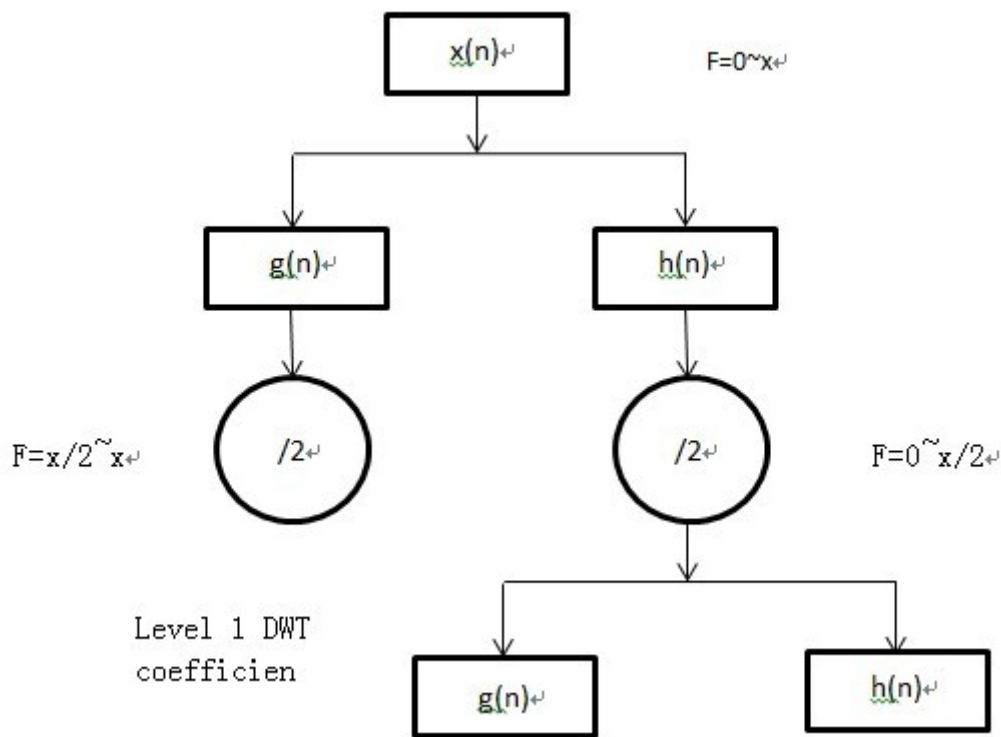 x(n)↵
F=0~x↵
g(n)↵
h(n)↵
F=x/2~x↵
/2↵
/2↵
F=0~x/2↵
Level 1 DWT
coefficien
g(n)↵
h(n)↵